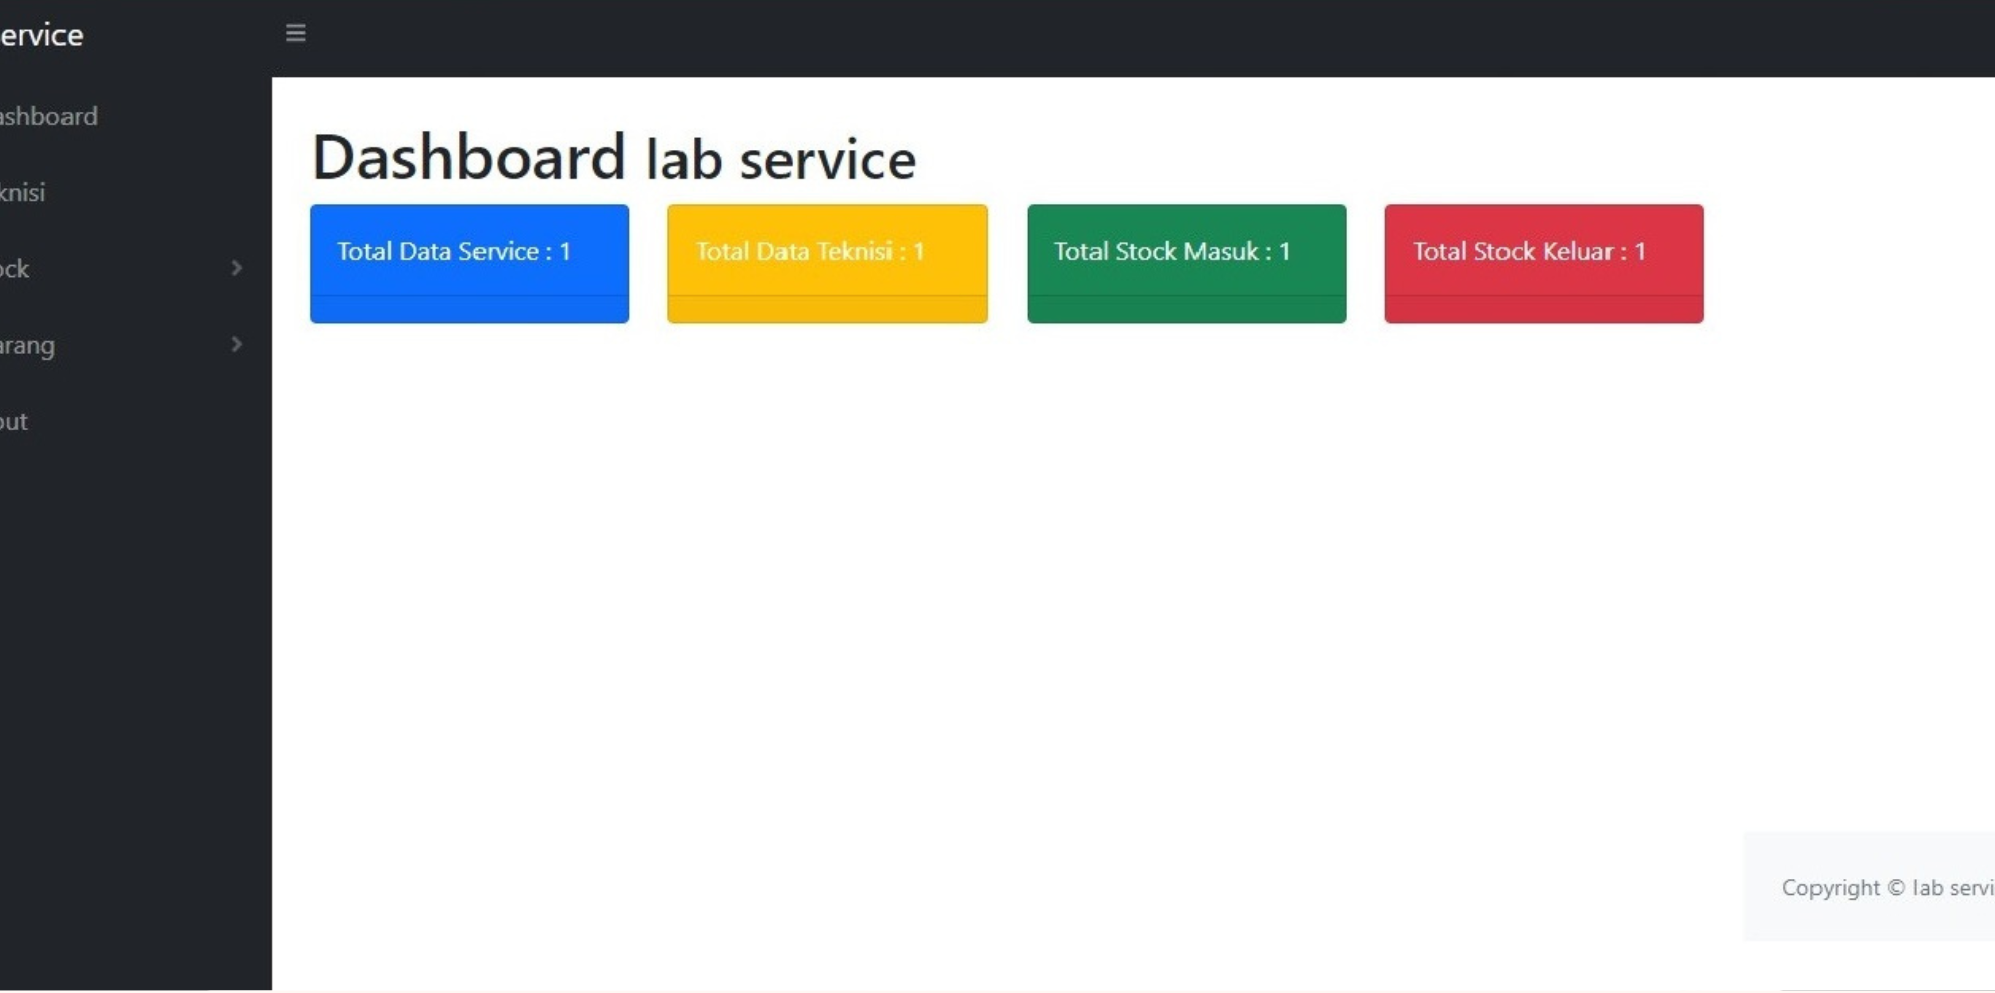 ervice
ashboard
knisi
ock
arang
out
Dashboard lab service
Total Data Service : 1
Total Data Teknisi : 1
Total Stock Masuk : 1
Total Stock Keluar : 1
Copyright © lab servi